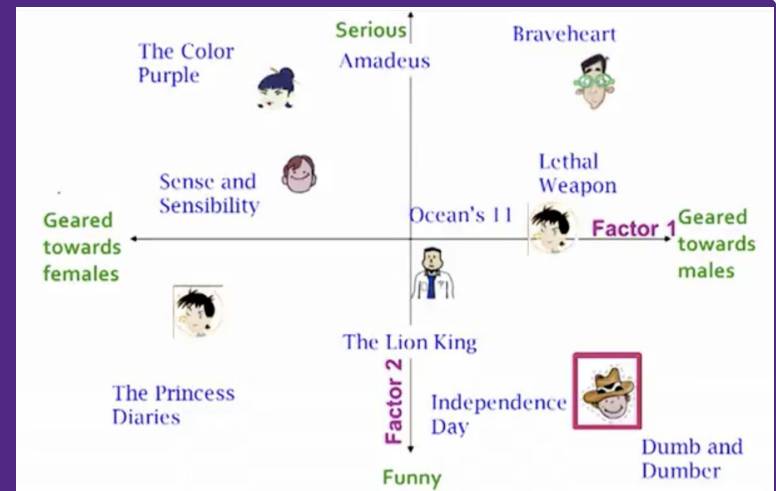 Serious
Braveheart
The Color
Purple
Amadeus
Lethal
Weapon
Sense and
Sensibility
Ocean's 11
Geared
towards
females
Factor 1
Geared
towards
males
The Lion King
Factor 2
The Princess
Diaries
Independence
Day
Dumb and
Dumber
Funny